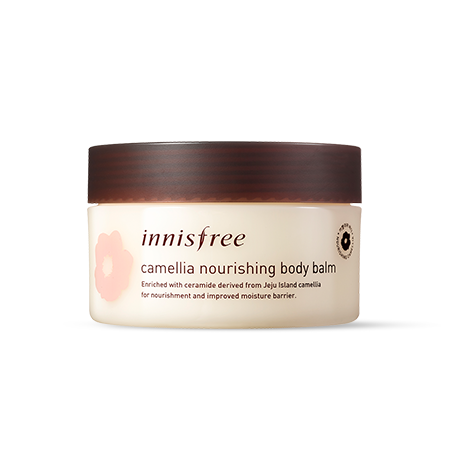 innisfree
camellia nourishing body balm
Enriched with ceramide derived from Jeju Island camellia
for nourishment and improved moisture barrier.